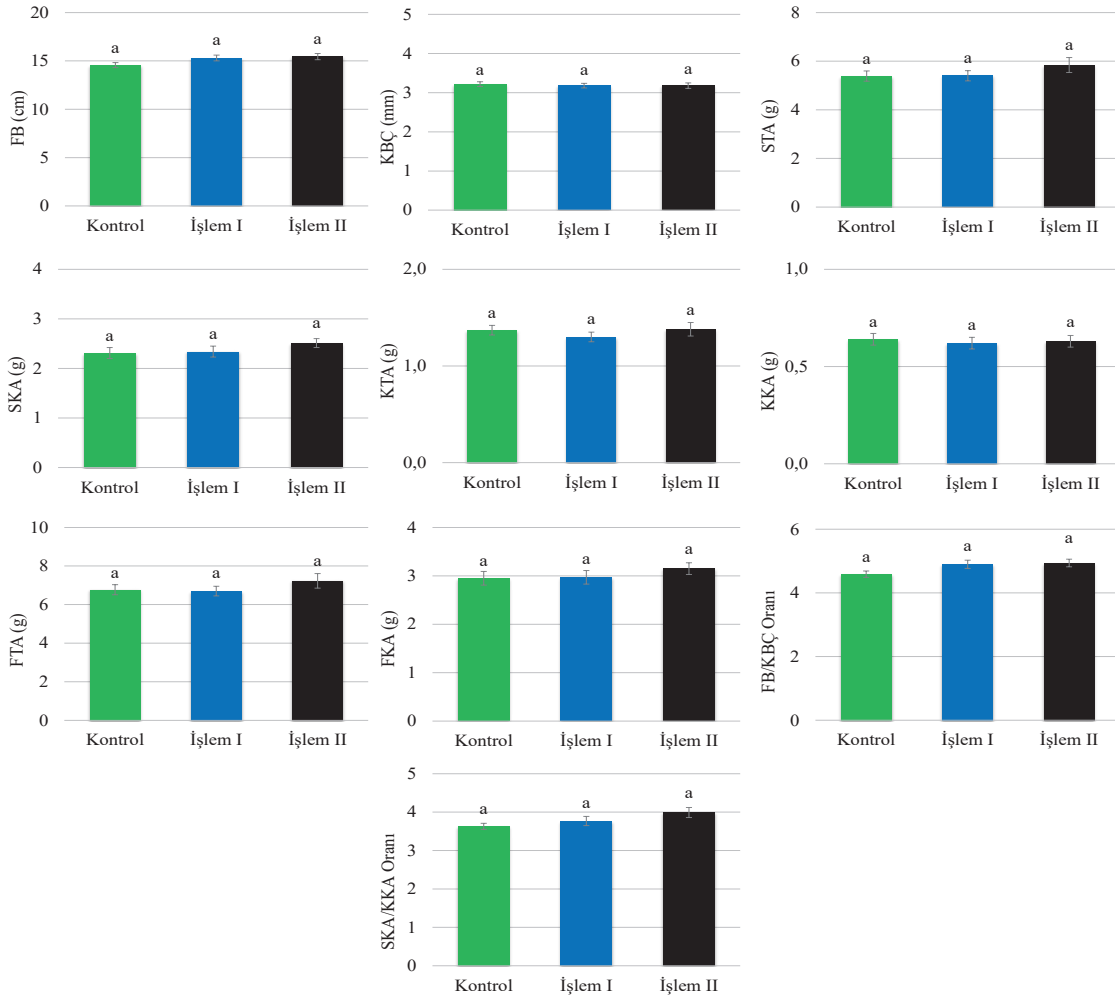 FB (cm)
20
15
10
5
0
a
a
a
Kontrol
İşlem I
İşlem II
KBÇ (mm)
5
4
3
2
1
0
a
a
a
Kontrol
İşlem I
İşlem II
STA (g)
8
6
4
2
0
a
a
a
Kontrol
İşlem I
İşlem II
SKA (g)
4
3
2
1
0
a
a
a
Kontrol
İşlem I
İşlem II
KTA (g)
2,0
1,0
0,0
a
a
a
Kontrol
İşlem I
İşlem II
KKA (g)
1,0
0,5
0,0
a
a
a
Kontrol
İşlem I
İşlem II
FTA (g)
10
8
6
4
2
0
a
a
a
Kontrol
İşlem I
İşlem II
FKA (g)
4
3
2
1
0
a
a
a
Kontrol
İşlem I
İşlem II
FB/KBÇ Oranı
6
4
2
0
a
a
a
Kontrol
İşlem I
İşlem II
SKA/KKA Oranı
5
4
3
2
1
0
a
a
a
Kontrol
İşlem I
İşlem II